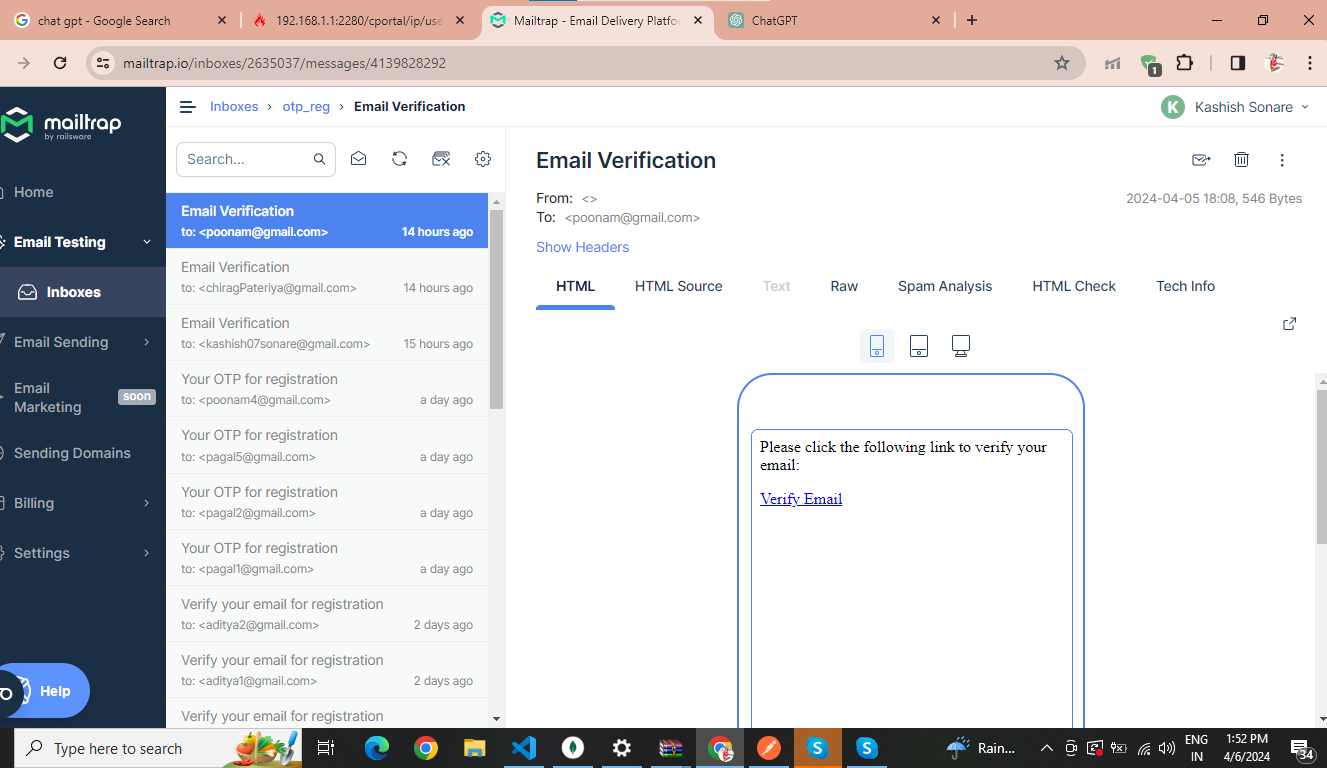 chat gpt - Google Search
192.168.1.1:2280/cportal/ip/use
Mailtrap - Email Delivery Platfor
ChatGPT
mailtrap.io/inboxes/2635037/messages/4139828292
1
mailtrap
by railsware
Inboxes › otp_reg › Email Verification
K Kashish Sonare
Home
Email Testing
Inboxes
Email Sending
Email
Marketing
soon
Sending Domains
Billing
Settings
Help
Search...
Email Verification
to: <poonam@gmail.com> 14 hours ago
Email Verification
to: <chiragPateriya@gmail.com> 14 hours ago
Email Verification
to: <kashish07sonare@gmail.com> 15 hours ago
Your OTP for registration
to: <poonam4@gmail.com> a day ago
Your OTP for registration
to: <pagal5@gmail.com> a day ago
Your OTP for registration
to: <pagal2@gmail.com> a day ago
Your OTP for registration
to: <pagal1@gmail.com> a day ago
Verify your email for registration
to: <aditya2@gmail.com> 2 days ago
Verify your email for registration
to: <aditya1@gmail.com> 2 days ago
Verify your email for registration
Email Verification
From: <>
2024-04-05 18:08, 546 Bytes
To: <poonam@gmail.com>
Show Headers
HTML
HTML Source
Text
Raw
Spam Analysis
HTML Check
Tech Info
Please click the following link to verify your
email:
Verify Email
Type here to search
Rain...
ENG
IN
1:52 PM
4/6/2024
34